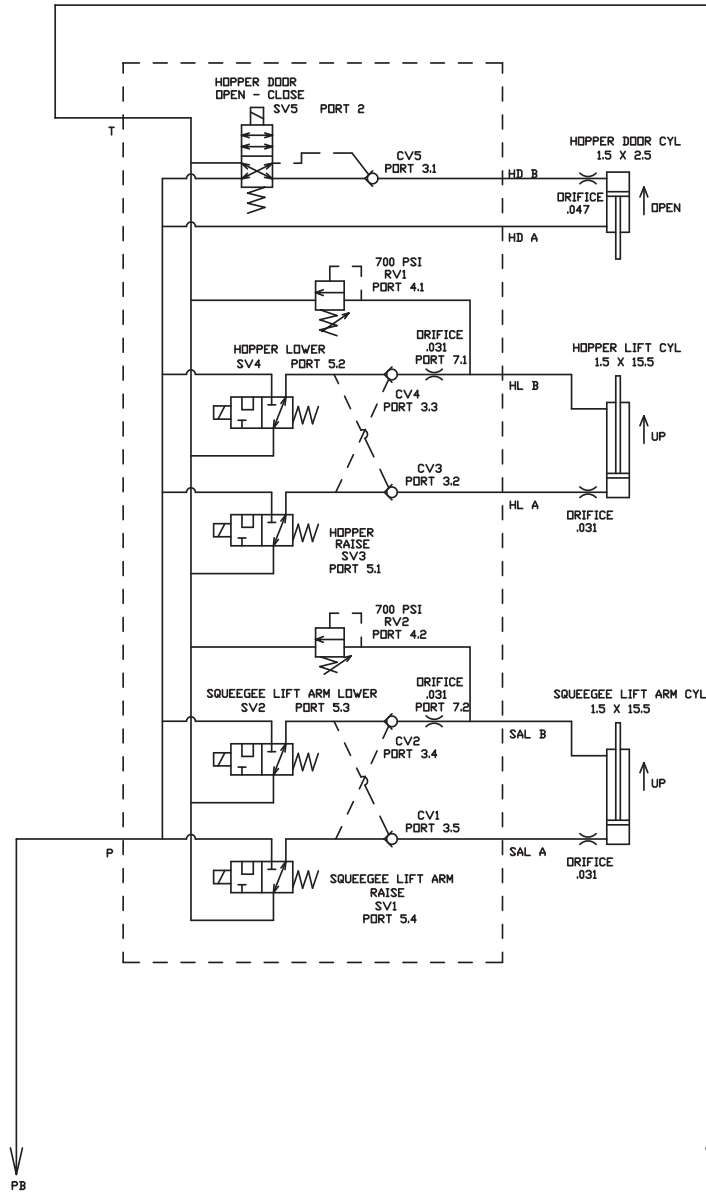 HOPPER DOOR
OPEN - CLOSE
SV5 PORT 2
T
CV5
PORT 3.1
HOPPER DOOR CYL
1.5 X 2.5
HD B
ORIFICE
.047
OPEN
HD A
700 PSI
RV1
PORT 4.1
HOPPER LOWER
SV4 PORT 5.2
ORIFICE
.031
PORT 7.1
HOPPER LIFT CYL
1.5 X 15.5
HL B
CV4
PORT 3.3
UP
CV3
PORT 3.2
HL A
ORIFICE
.031
HOPPER
RAISE
SV3
PORT 5.1
700 PSI
RV2
PORT 4.2
SQUEEGEE LIFT ARM LOWER
SV2 PORT 5.3
ORIFICE
.031
PORT 7.2
SQUEEGEE LIFT ARM CYL
1.5 X 15.5
SAL B
CV2
PORT 3.4
UP
CV1
PORT 3.5
P
SAL A
ORIFICE
.031
SQUEEGEE LIFT ARM
RAISE
SV1
PORT 5.4
PB